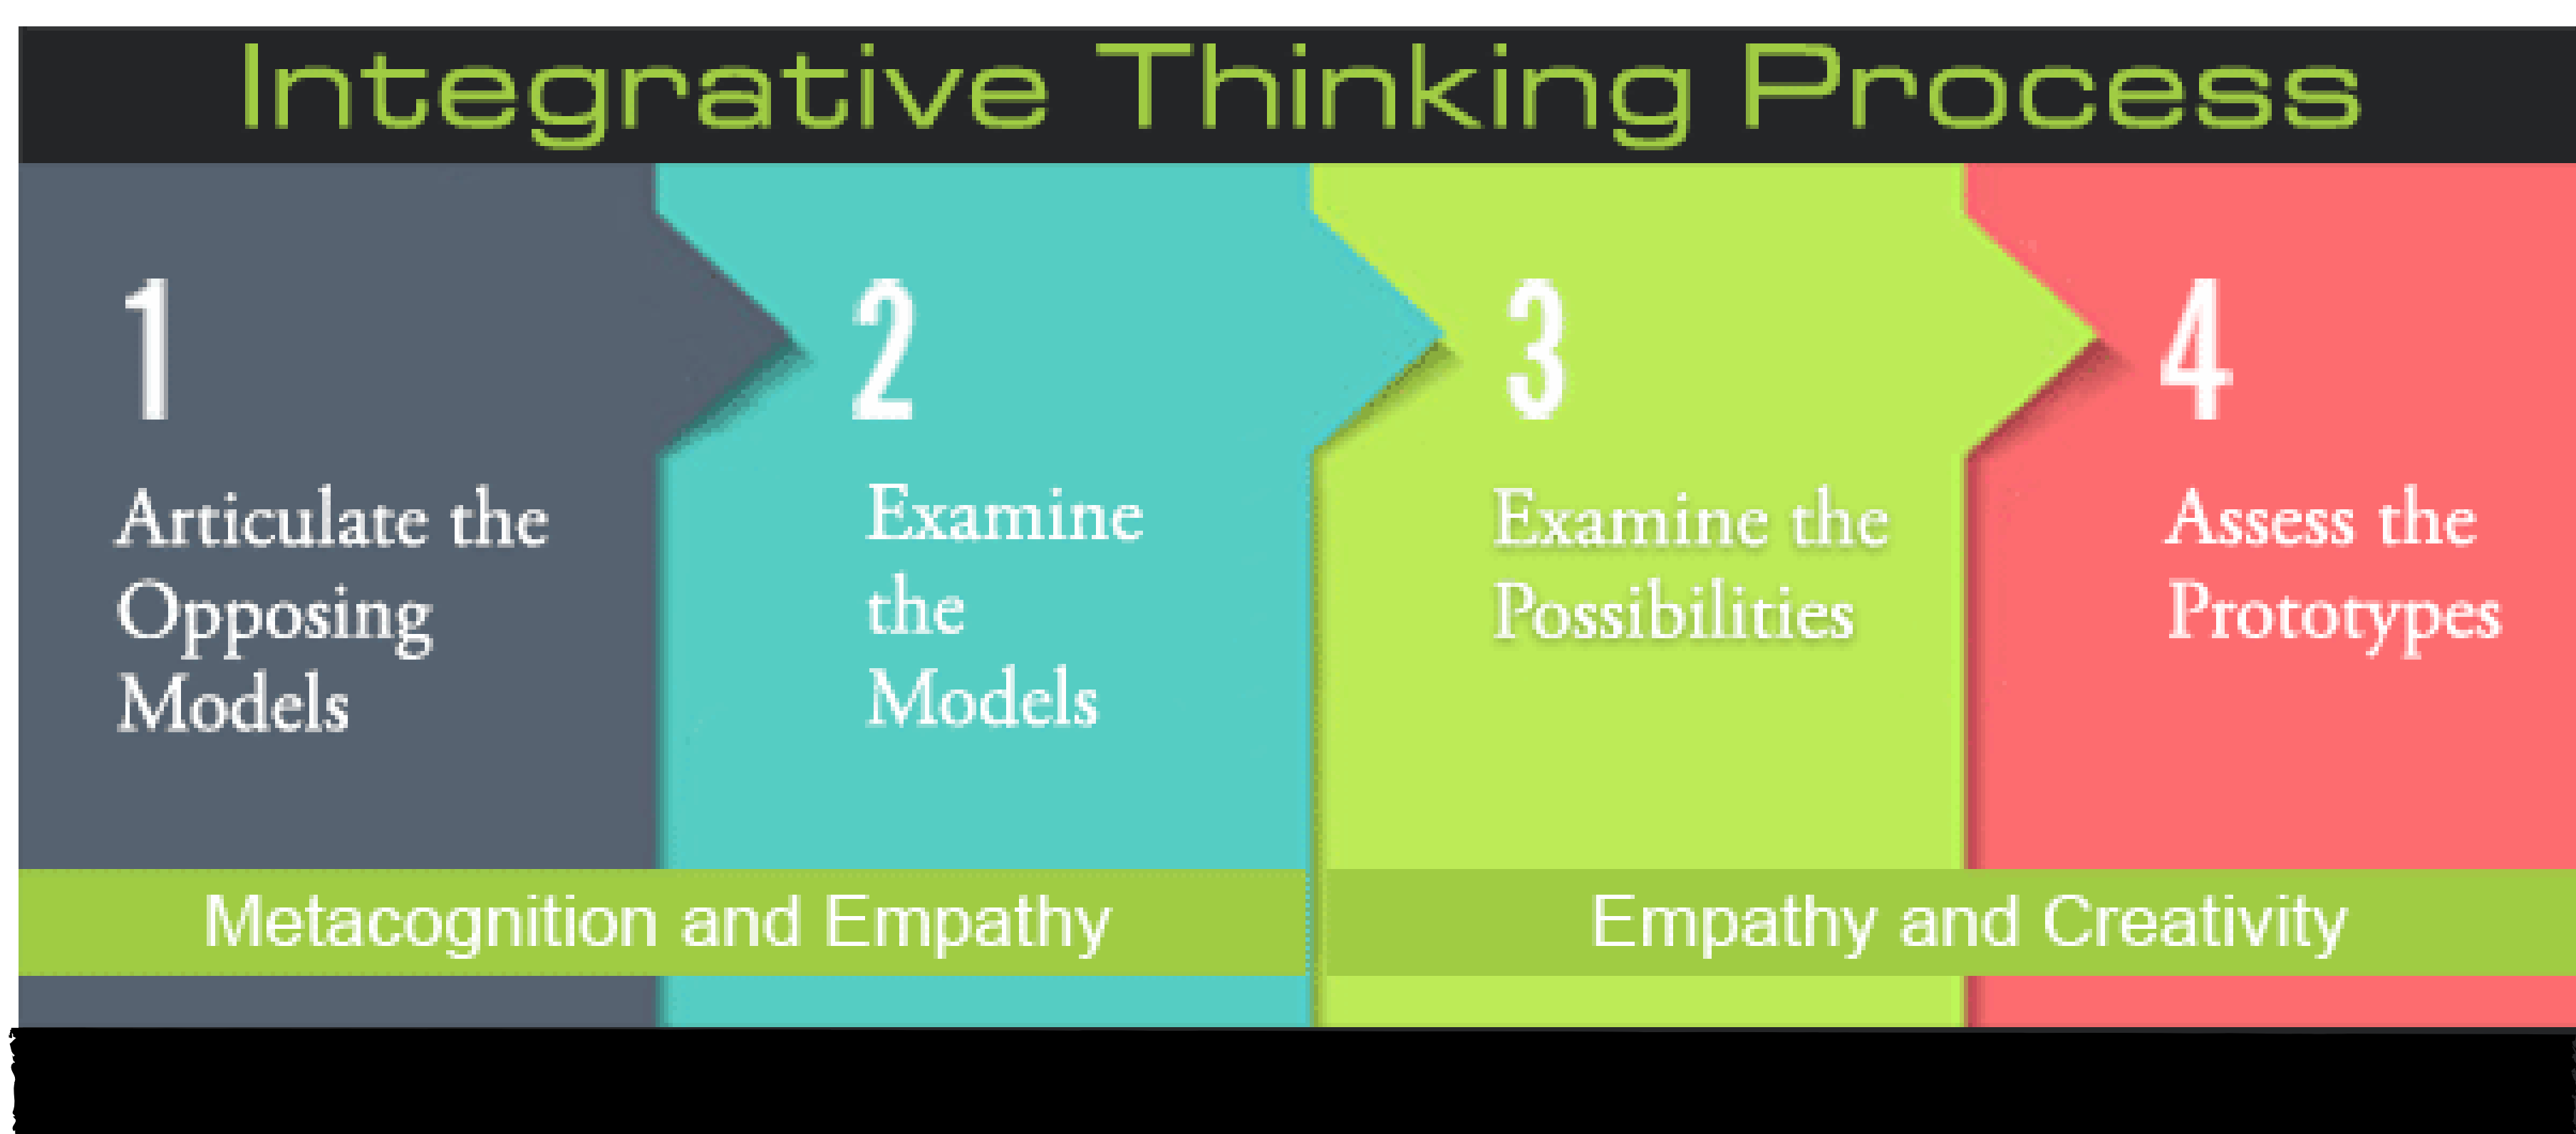 Integrative Thinking Process
1
Articulate the
Opposing
Models
2
Examine
the
Models
3
Examine the
Possibilities
4
Assess the
Prototypes
Metacognition and Empathy
Empathy and Creativity